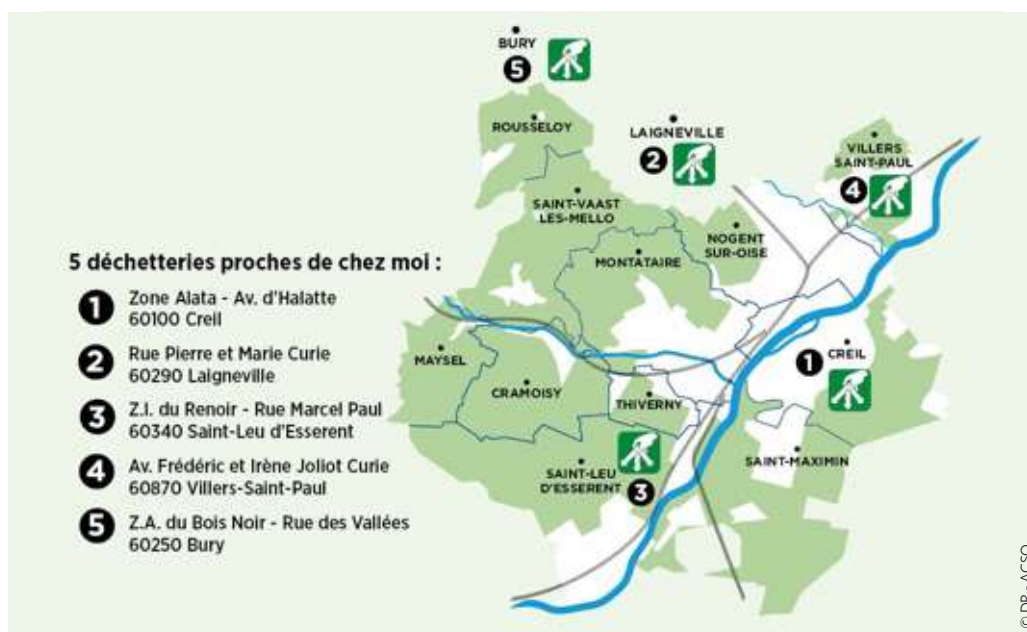 BURY
5
ROUSSELOY
LAIGNEVILLE
2
VILLERS
SAINT-PAUL
4
SAINT-VAAST
LES-MELLO
NOGENT
SUR-OISE
MONTATAIRE
5 déchetteries proches de chez moi :
1 Zone Alata - Av. d'Halatte
60100 Creil
2 Rue Pierre et Marie Curie
60290 Laigneville
3 Z.I. du Renoir - Rue Marcel Paul
60340 Saint-Leu d'Esserent
4 Av. Frédéric et Irène Joliot Curie
60870 Villers-Saint-Paul
5 Z.A. du Bois Noir - Rue des Vallées
60250 Bury
MAYSEL
CRAMOISY
THIVERNY
1
CREIL
SAINT-MAXIMIN
SAINT-LEU
D'ESSERENT
3
© DR - ACSO